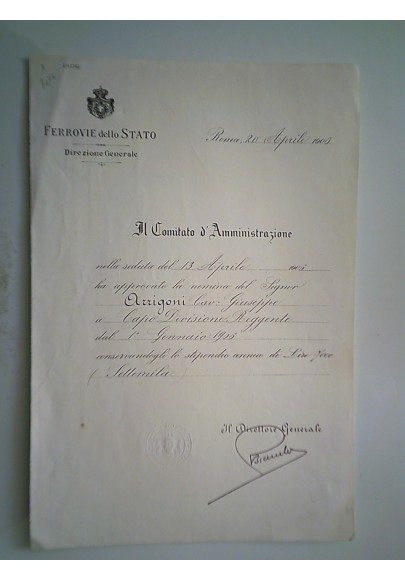 FERROVIE dello STATO
Direzione Generale
Roma, 20 Aprile 1905
Il Comitato d'Amministrazione
nella seduta del 13 Aprile 1905
ha approvato la nomina del Signor
Arrigoni Cav. Giuseppe
a Capo Divisione Reggente
dal 1° Gennaio 1905
conservandogli lo stipendio annuo di Lire 7000
( Settemila
Il Direttore Generale